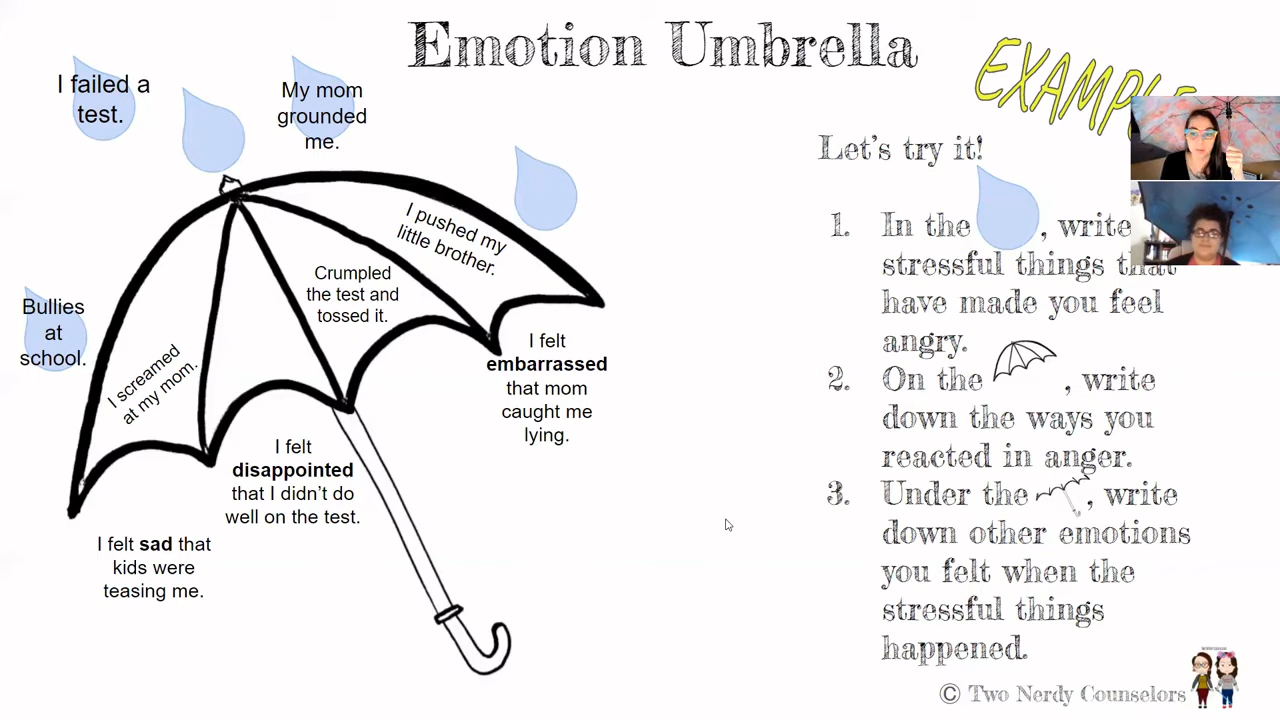 Emotion Umbrella
I failed a
test.
My mom
grounded
me.
Bullies
at
school.
I screamed
at my mom.
Crumpled
the test and
tossed it.
I pushed my
little brother.
I felt sad that
kids were
teasing me.
I felt
disappointed
that I didn't do
well on the test.
I felt
embarrassed
that mom
caught me
lying.
Let's try it!
1. In the , write
stressful things that
have made you feel
angry.
2. On the , write
down the ways you
reacted in anger.
3. Under the , write
down other emotions
you felt when the
stressful things
happened.
© Two Nerdy Counselors